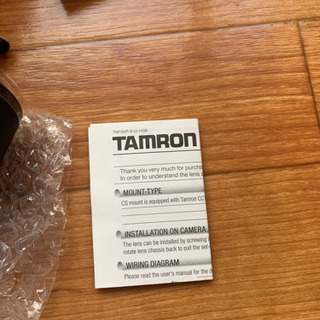 TAMRON
Thank you very much for purcha
In order to understand the lens
MOUNT-TYPE
CS mount is equipped with Tamron CC
INSTALLATION ON CAMERA
The lens can be installed by screwing
rotate lens chassis back to suit the set-
WIRING DIAGRAM
Please read the user's manual for the d